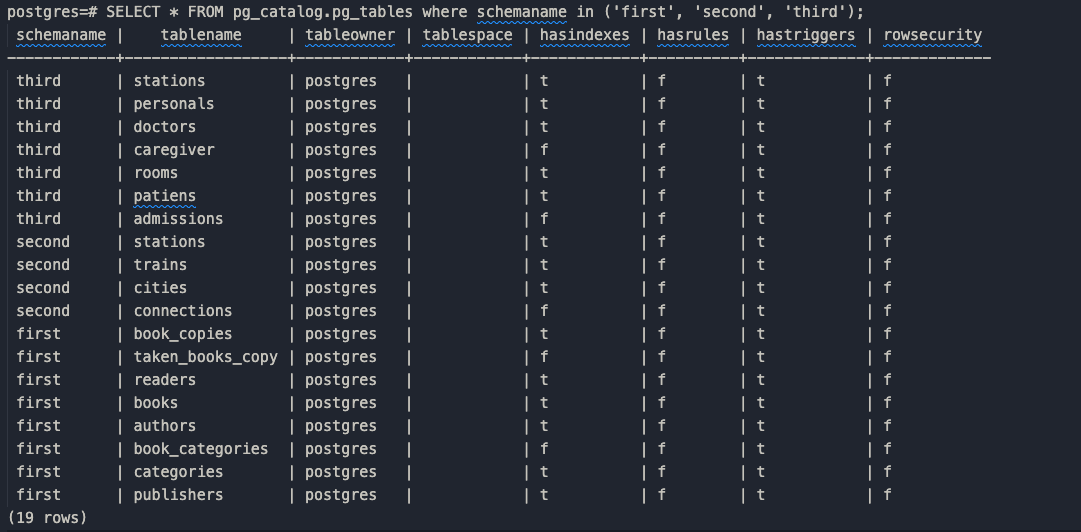 postgres=# SELECT * FROM pg_catalog.pg_tables where schemaname in ('first', 'second', 'third');
 schemaname |    tablename     | tableowner | tablespace | hasindexes | hasrules | hastriggers | rowsecurity
------------+------------------+------------+------------+------------+----------+-------------+-------------
 third      | stations         | postgres   |            | t          | f        | t           | f
 third      | personals        | postgres   |            | t          | f        | t           | f
 third      | doctors          | postgres   |            | t          | f        | t           | f
 third      | caregiver        | postgres   |            | f          | f        | t           | f
 third      | rooms            | postgres   |            | t          | f        | t           | f
 third      | patiens          | postgres   |            | t          | f        | t           | f
 third      | admissions       | postgres   |            | f          | f        | t           | f
 second     | stations         | postgres   |            | t          | f        | t           | f
 second     | trains           | postgres   |            | t          | f        | t           | f
 second     | cities           | postgres   |            | t          | f        | t           | f
 second     | connections      | postgres   |            | f          | f        | t           | f
 first      | book_copies      | postgres   |            | t          | f        | t           | f
 first      | taken_books_copy | postgres   |            | f          | f        | t           | f
 first      | readers          | postgres   |            | t          | f        | t           | f
 first      | books            | postgres   |            | t          | f        | t           | f
 first      | authors          | postgres   |            | t          | f        | t           | f
 first      | book_categories  | postgres   |            | f          | f        | t           | f
 first      | categories       | postgres   |            | t          | f        | t           | f
 first      | publishers       | postgres   |            | t          | f        | t           | f
(19 rows)